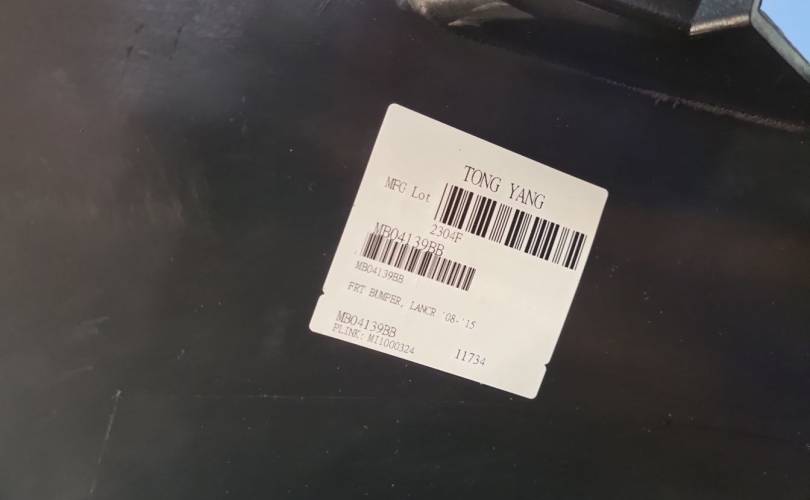 TONG YANG
MFG Lot
2304F
MB04139BB
MB04139BB
FRT BUMPER, LANCR '08-'15
MB04139BB
PLINK: MI1000324
11734